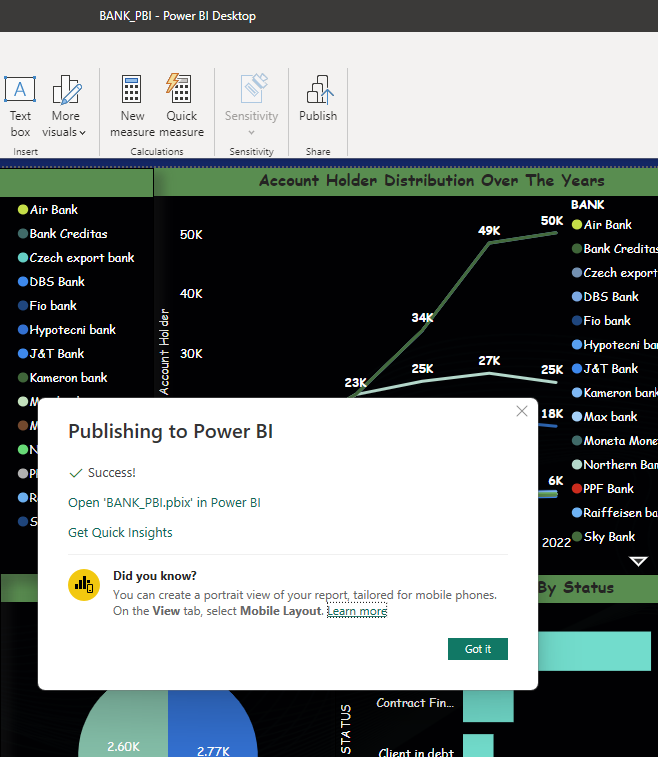 BANK_PBI - Power BI Desktop
Text box
More visuals
New measure
Quick measure
Sensitivity
Publish
Insert
Calculations
Sensitivity
Share
Account Holder Distribution Over The Years
Air Bank
Bank Creditas
Czech export bank
DBS Bank
Fio bank
Hypotecni bank
J&T Bank
Kameron bank
M
M
N
PF
R
S
Account Holder
50K
40K
30K
23K
34K
49K
50K
25K
27K
25K
18K
6K
2022
BANK
Air Bank
Bank Creditas
Czech export
DBS Bank
Fio bank
Hypotecni ba
J&T Bank
Kameron bank
Max bank
Moneta Mone
Northern Ban
PPF Bank
Raiffeisen ba
Sky Bank
Publishing to Power BI
Success!
Open 'BANK_PBI.pbix' in Power BI
Get Quick Insights
Did you know?
You can create a portrait view of your report, tailored for mobile phones.
On the View tab, select Mobile Layout. Learn more
Got it
By Status
2.60K
2.77K
STATUS
Contract Fin...
Client in debt